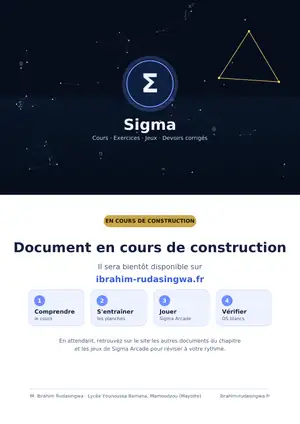 Σ
Sigma
Cours · Exercices · Jeux · Devoirs corrigés
EN COURS DE CONSTRUCTION
Document en cours de construction
Il sera bientôt disponible sur
ibrahim-rudasingwa.fr
1 2 3 4
Comprendre S'entraîner Jouer Vérifier
le cours les planches Sigma Arcade DS blancs
En attendant, retrouvez sur le site les autres documents du chapitre
et les jeux de Sigma Arcade pour réviser à votre rythme.
M. Ibrahim Rudasingwa · Lycée Younoussa Bamana, Mamoudzou (Mayotte) ibrahim-rudasingwa.fr